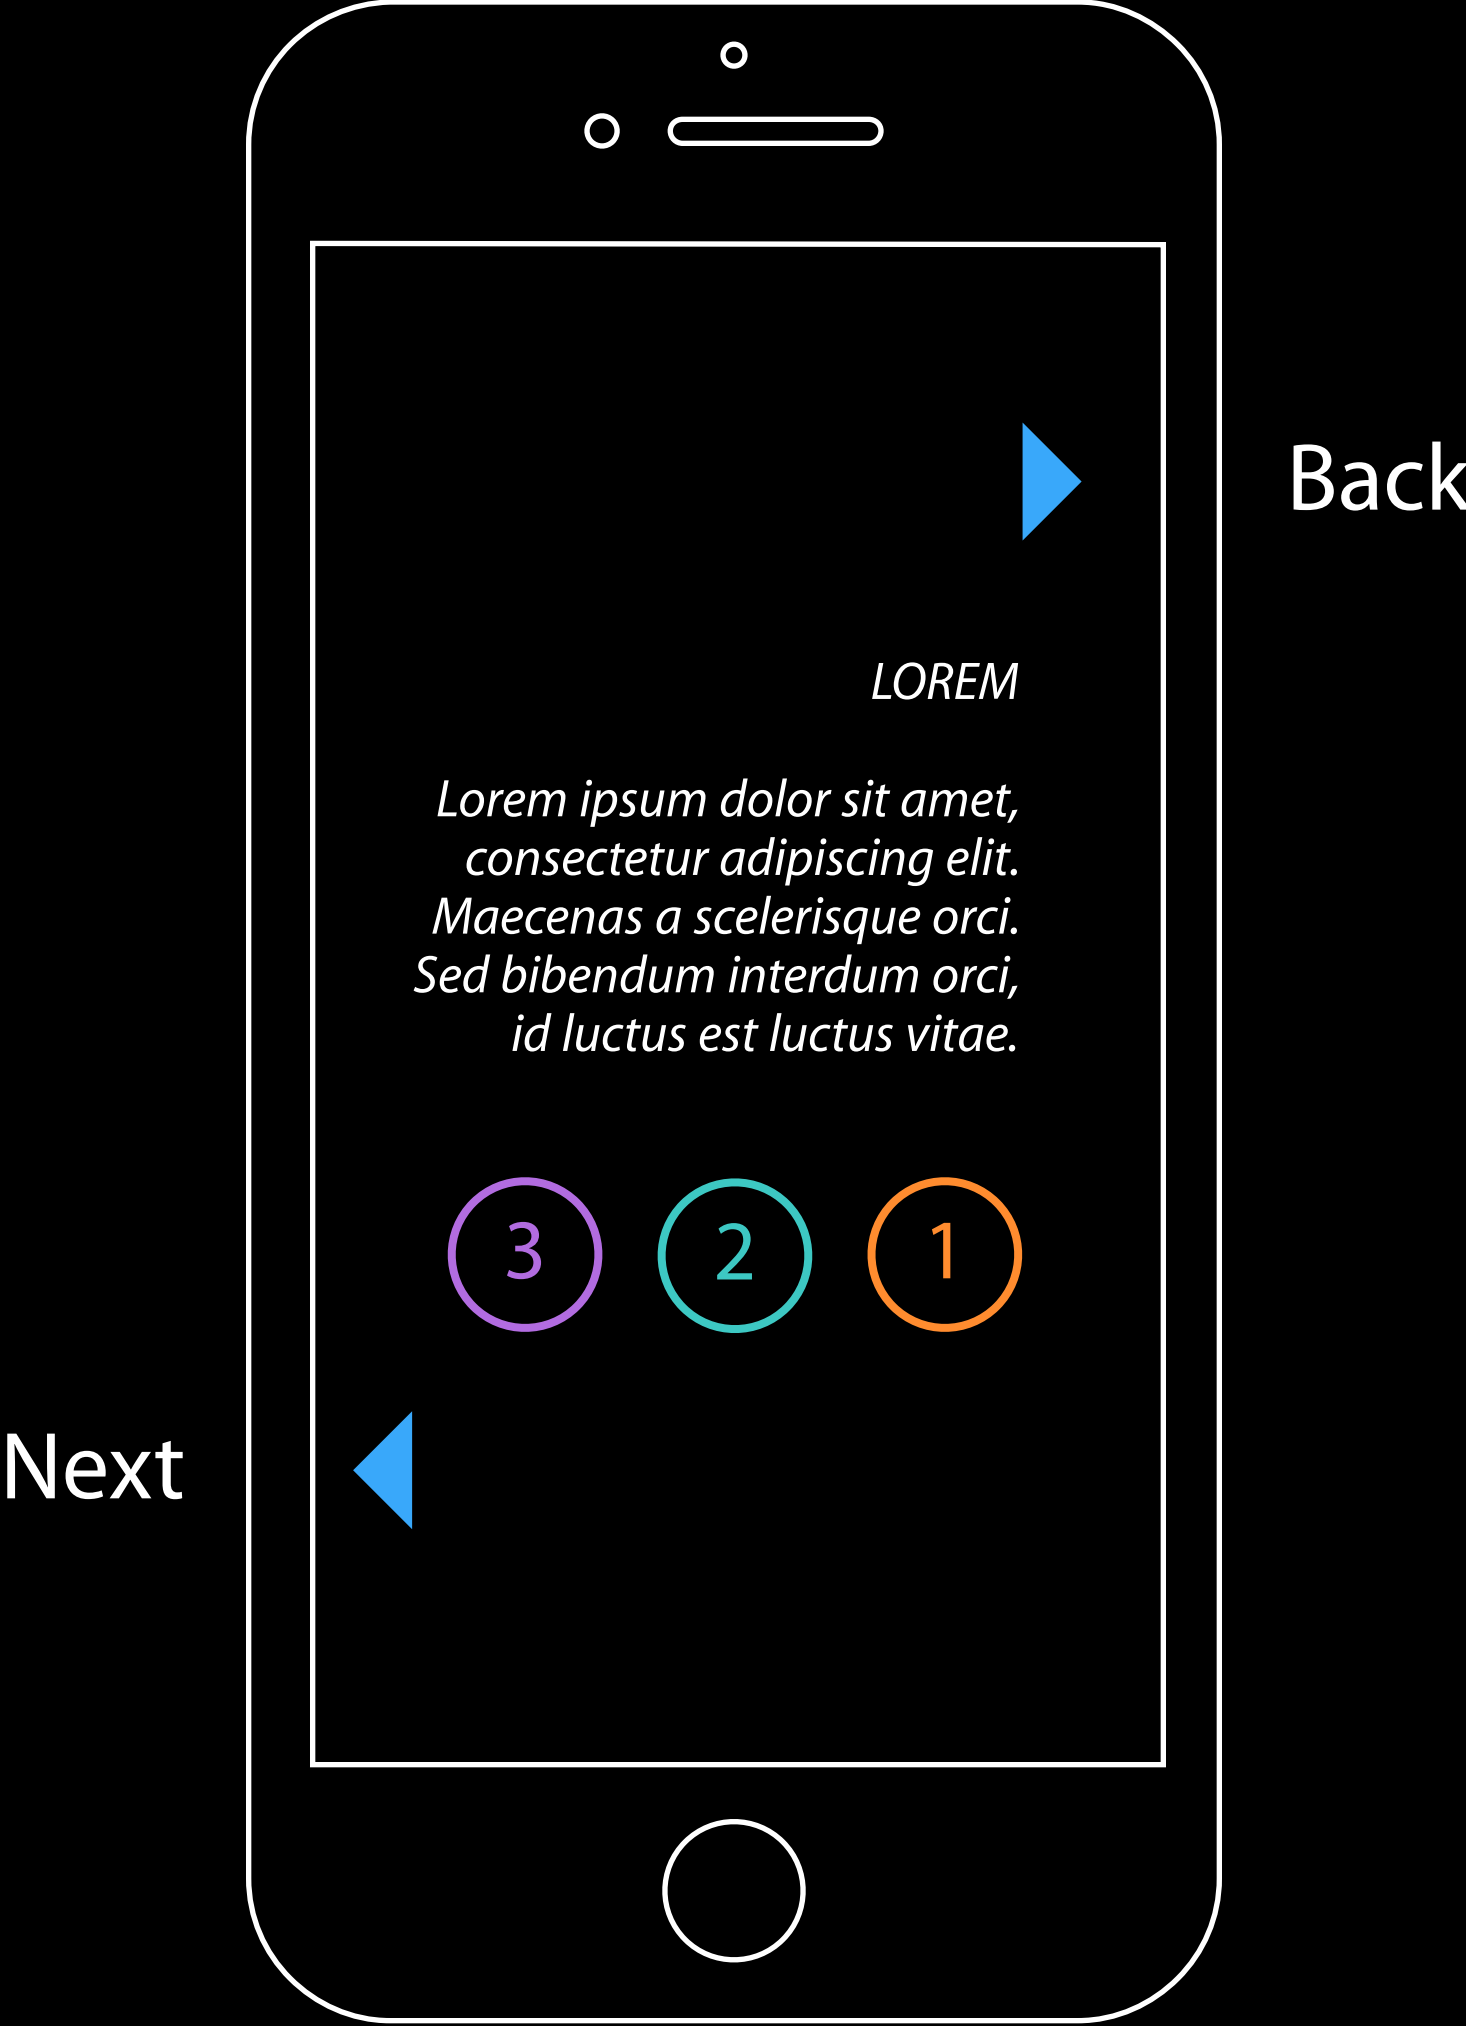 Back
LOREM
Lorem ipsum dolor sit amet,
consectetur adipiscing elit.
Maecenas a scelerisque orci.
Sed bibendum interdum orci,
id luctus est luctus vitae.
3 2 1
Next